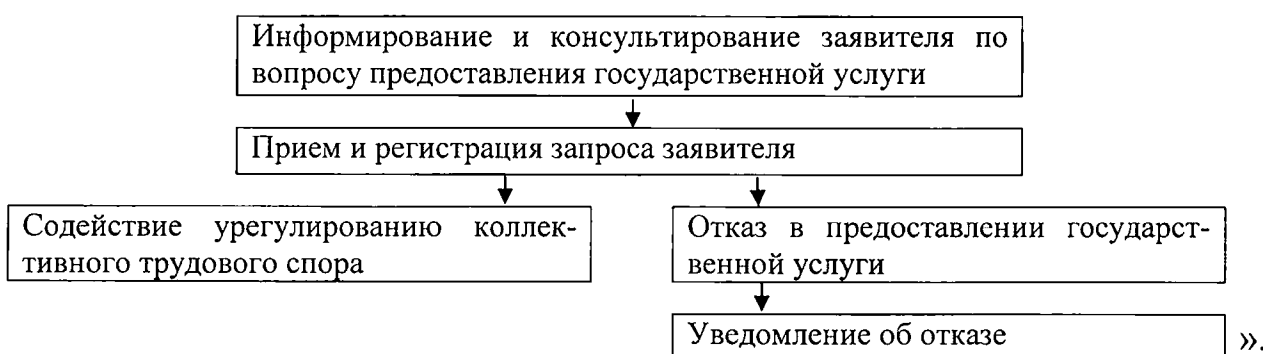 Информирование и консультирование заявителя по
вопросу предоставления государственной услуги
Прием и регистрация запроса заявителя
Содействие урегулированию коллек-
тивного трудового спора
Отказ в предоставлении государст-
венной услуги
Уведомление об отказе
».